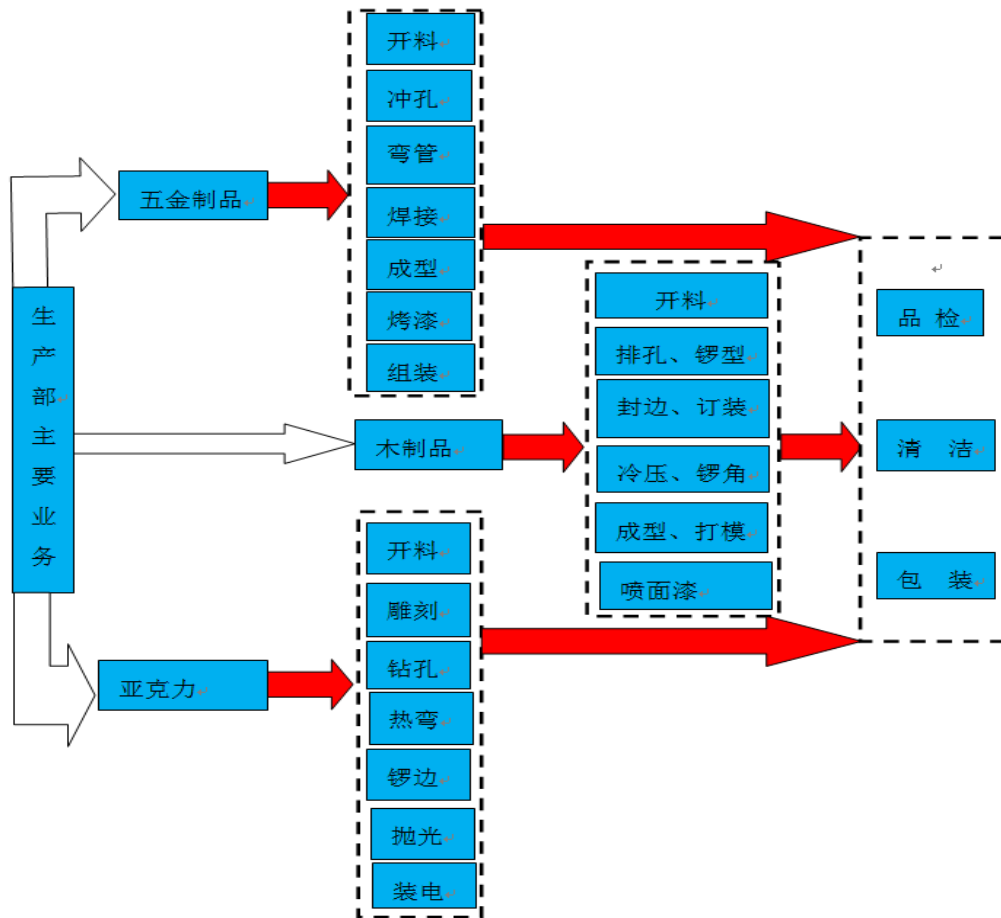 生产部主要业务
五金制品
开料
冲孔
弯管
焊接
成型
烤漆
组装
木制品
开料
排孔、锣型
封边、订装
冷压、锣角
成型、打模
喷面漆
亚克力
开料
雕刻
钻孔
热弯
锣边
抛光
装电
品 检
清 洁
包 装